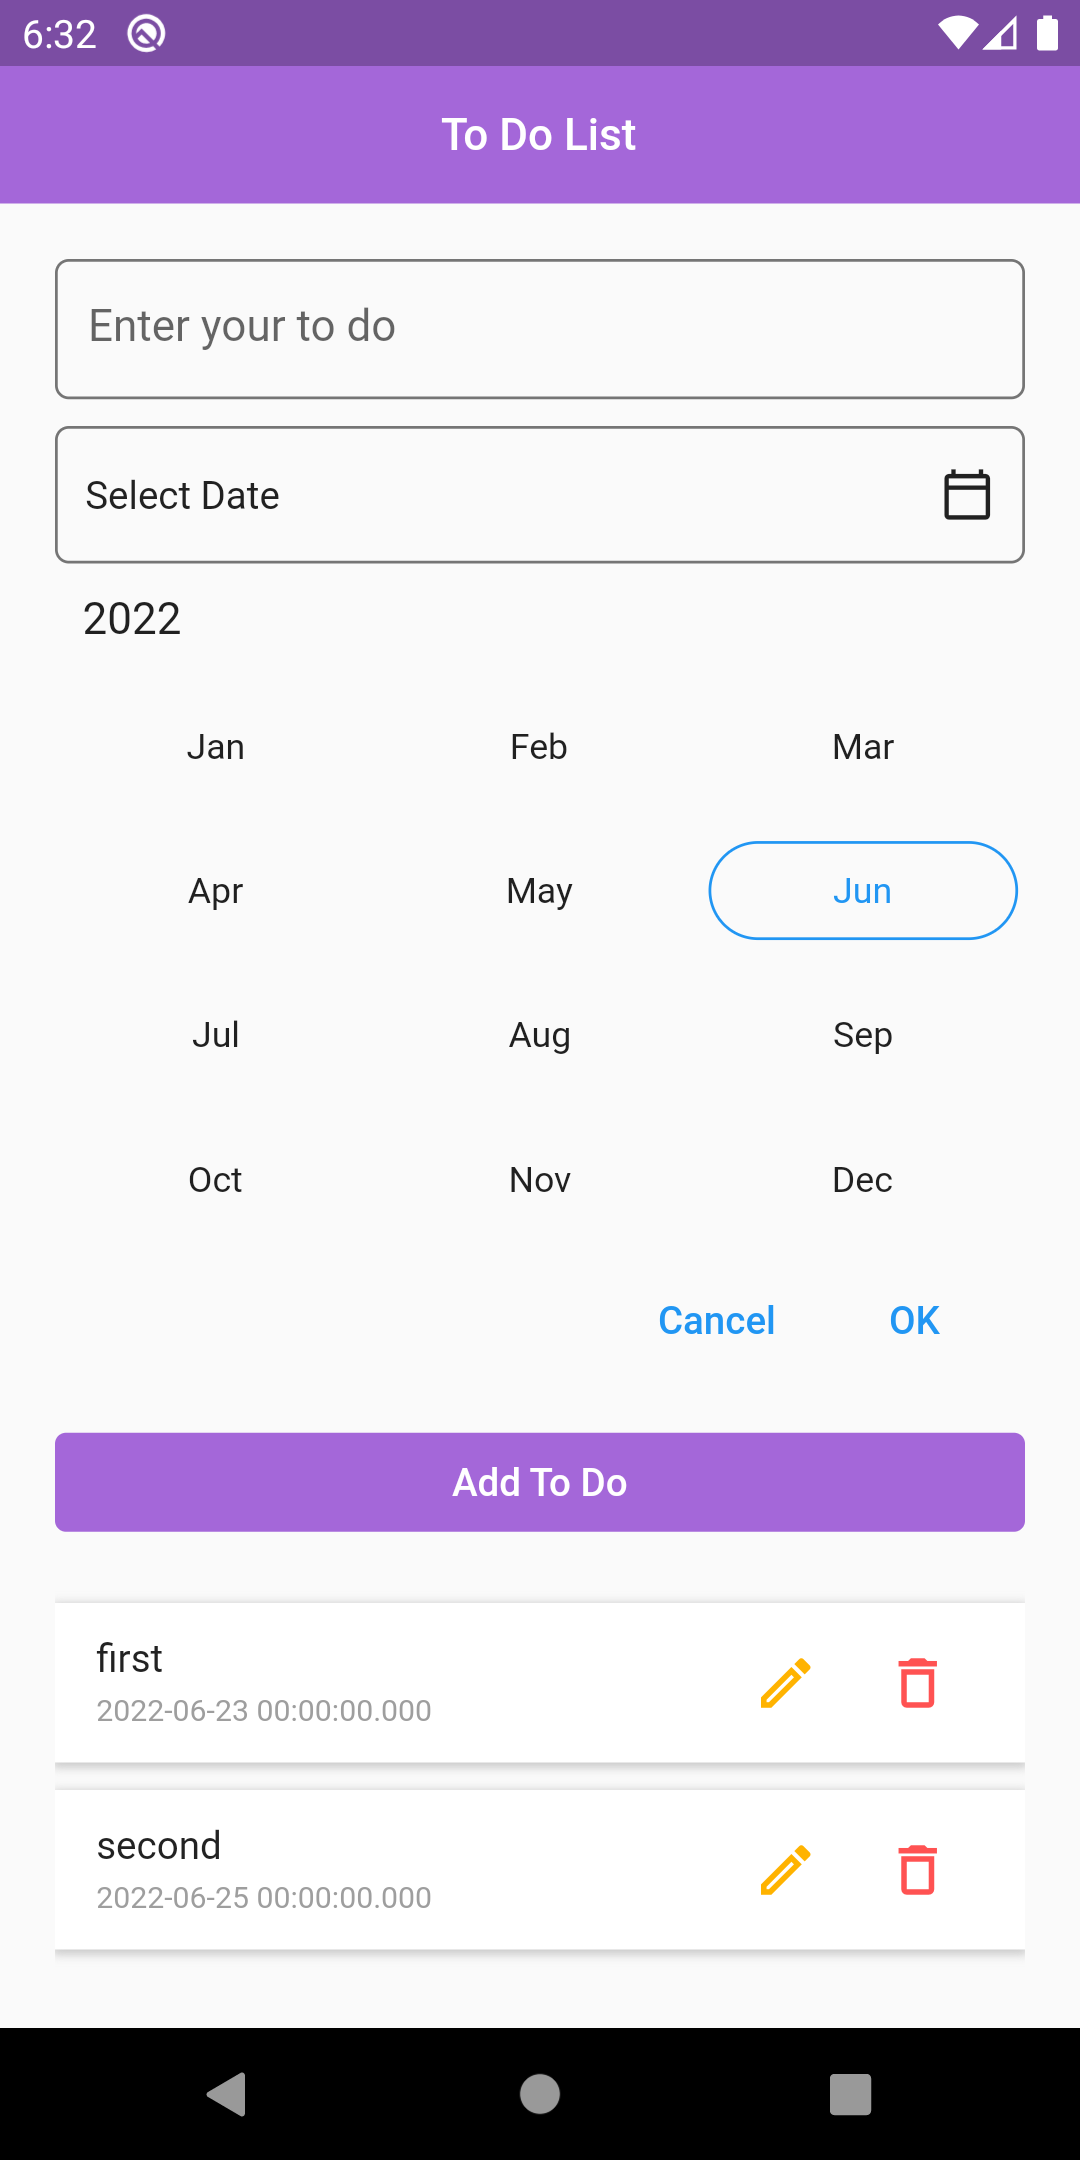 6:32
To Do List
Enter your to do
Select Date
2022
Jan Feb Mar
Apr May Jun
Jul Aug Sep
Oct Nov Dec
Cancel OK
Add To Do
first
2022-06-23 00:00:00.000
second
2022-06-25 00:00:00.000